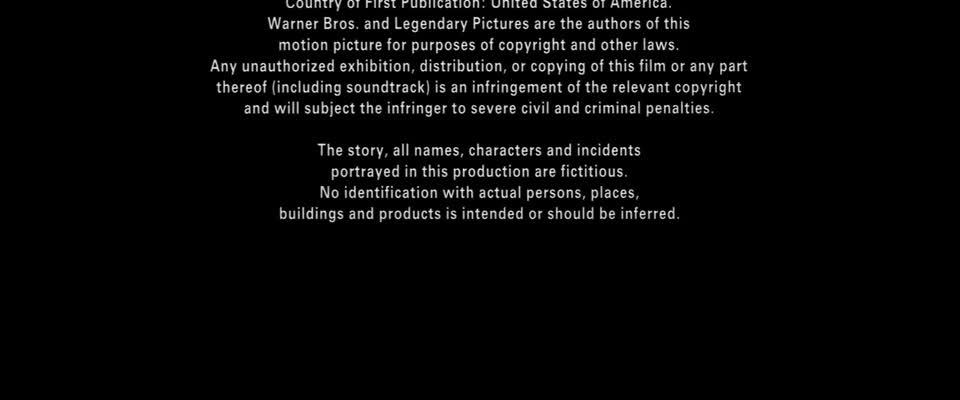 Country of First Publication: United States of America.
Warner Bros. and Legendary Pictures are the authors of this
motion picture for purposes of copyright and other laws.
Any unauthorized exhibition, distribution, or copying of this film or any part
thereof (including soundtrack) is an infringement of the relevant copyright
and will subject the infringer to severe civil and criminal penalties.
The story, all names, characters and incidents
portrayed in this production are fictitious.
No identification with actual persons, places,
buildings and products is intended or should be inferred.